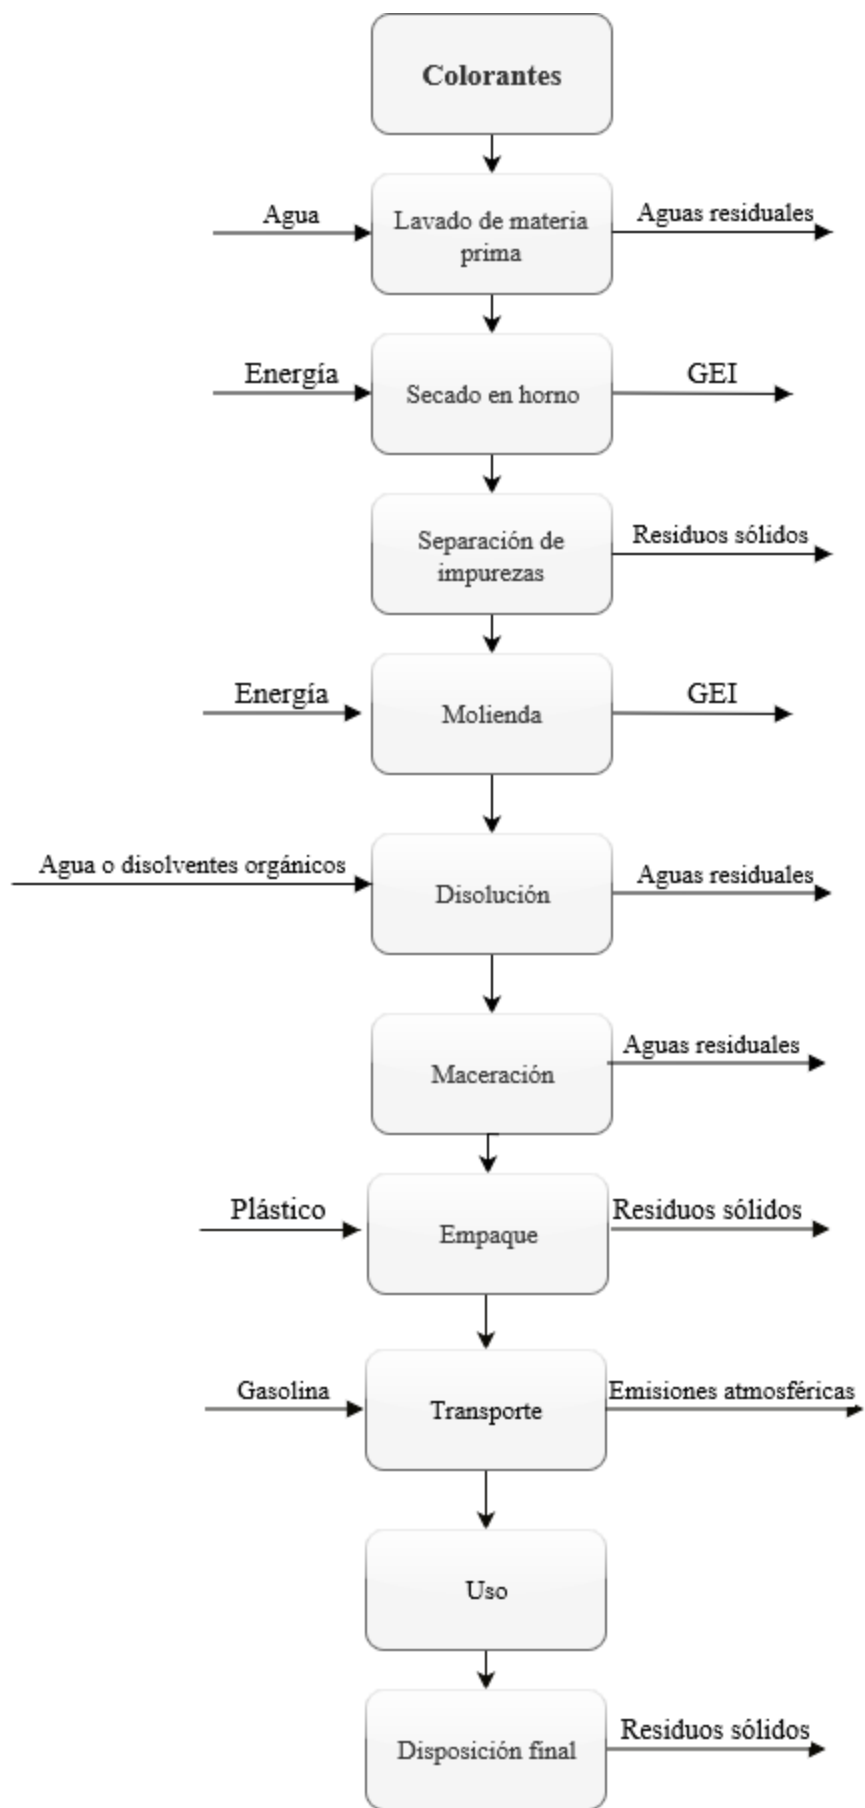 Colorantes
Agua
Lavado de materia
prima
Aguas residuales
Energía
Secado en horno
GEI
Separación de
impurezas
Residuos sólidos
Energía
Molienda
GEI
Agua o disolventes orgánicos
Disolución
Aguas residuales
Maceración
Aguas residuales
Plástico
Empaque
Residuos sólidos
Gasolina
Transporte
Emisiones atmosféricas
Uso
Disposición final
Residuos sólidos